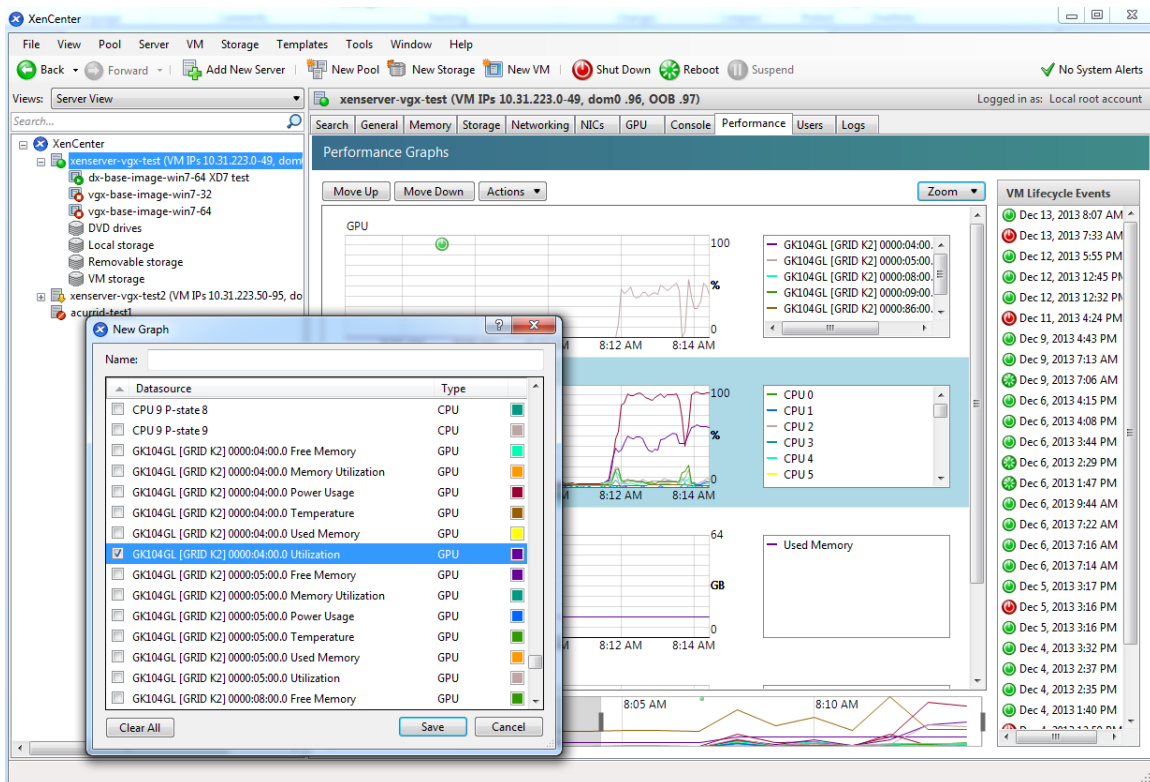 XenCenter
File View Pool Server VM Storage Templates Tools Window Help
Back Forward Add New Server New Pool New Storage New VM Shut Down Reboot Suspend No System Alerts
Views: Server View
xenserver-vgx-test (VM IPs 10.31.223.0-49, dom0 .96, OOB .97) Logged in as: Local root account
Search...
Search General Memory Storage Networking NICs GPU Console Performance Users Logs
XenCenter
xenserver-vgx-test (VM IPs 10.31.223.0-49, dom
dx-base-image-win7-64 XD7 test
vgx-base-image-win7-32
vgx-base-image-win7-64
DVD drives
Local storage
Removable storage
VM storage
xenserver-vgx-test2 (VM IPs 10.31.223.50-95, do
acurrid-test1
Performance Graphs
Move Up Move Down Actions Zoom
GPU
100
%
0
8:12 AM 8:14 AM
GK104GL [GRID K2] 0000:04:00.
GK104GL [GRID K2] 0000:05:00.
GK104GL [GRID K2] 0000:08:00.
GK104GL [GRID K2] 0000:09:00.
GK104GL [GRID K2] 0000:86:00.
100
%
0
8:12 AM 8:14 AM
CPU 0
CPU 1
CPU 2
CPU 3
CPU 4
CPU 5
64
GB
0
8:12 AM 8:14 AM
Used Memory
8:05 AM 8:10 AM
VM Lifecycle Events
Dec 13, 2013 8:07 AM
Dec 13, 2013 7:33 AM
Dec 12, 2013 5:55 PM
Dec 12, 2013 12:45 PM
Dec 12, 2013 12:32 PM
Dec 11, 2013 4:24 PM
Dec 9, 2013 4:43 PM
Dec 9, 2013 7:13 AM
Dec 9, 2013 7:06 AM
Dec 6, 2013 4:15 PM
Dec 6, 2013 4:08 PM
Dec 6, 2013 3:44 PM
Dec 6, 2013 2:29 PM
Dec 6, 2013 1:47 PM
Dec 6, 2013 9:44 AM
Dec 6, 2013 7:22 AM
Dec 6, 2013 7:16 AM
Dec 6, 2013 7:14 AM
Dec 5, 2013 3:17 PM
Dec 5, 2013 3:16 PM
Dec 5, 2013 3:16 PM
Dec 4, 2013 3:32 PM
Dec 4, 2013 2:37 PM
Dec 4, 2013 2:35 PM
Dec 4, 2013 1:40 PM
New Graph
Name:
Datasource Type
CPU 9 P-state 8 CPU
CPU 9 P-state 9 CPU
GK104GL [GRID K2] 0000:04:00.0 Free Memory GPU
GK104GL [GRID K2] 0000:04:00.0 Memory Utilization GPU
GK104GL [GRID K2] 0000:04:00.0 Power Usage GPU
GK104GL [GRID K2] 0000:04:00.0 Temperature GPU
GK104GL [GRID K2] 0000:04:00.0 Used Memory GPU
GK104GL [GRID K2] 0000:04:00.0 Utilization GPU
GK104GL [GRID K2] 0000:05:00.0 Free Memory GPU
GK104GL [GRID K2] 0000:05:00.0 Memory Utilization GPU
GK104GL [GRID K2] 0000:05:00.0 Power Usage GPU
GK104GL [GRID K2] 0000:05:00.0 Temperature GPU
GK104GL [GRID K2] 0000:05:00.0 Used Memory GPU
GK104GL [GRID K2] 0000:05:00.0 Utilization GPU
GK104GL [GRID K2] 0000:08:00.0 Free Memory GPU
Clear All Save Cancel